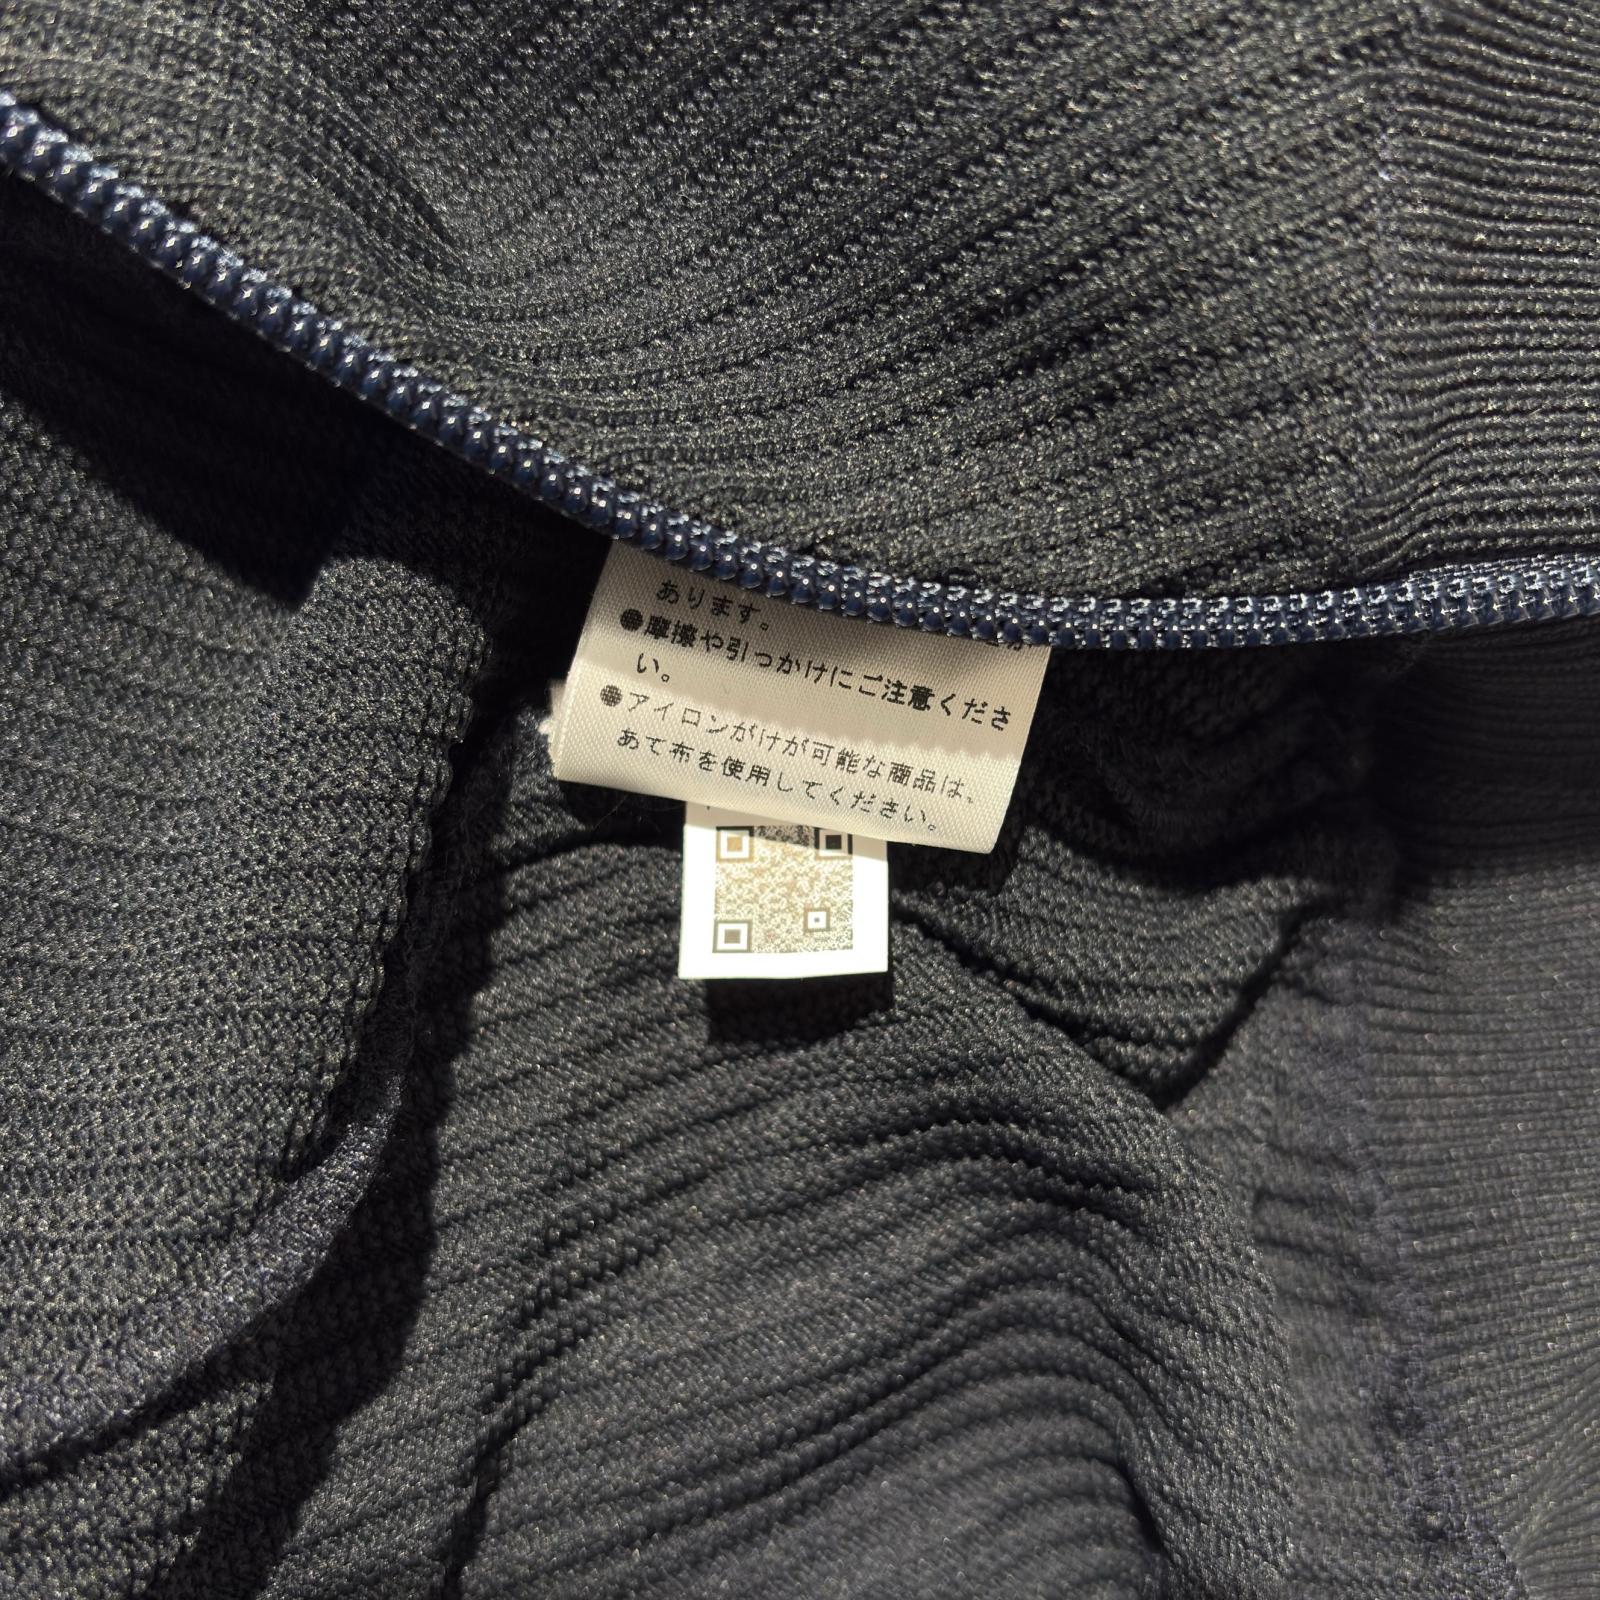 あります。
●摩擦や引っかけにご注意くださ
い。
●アイロンがけが可能な商品は、
あて布を使用してください。